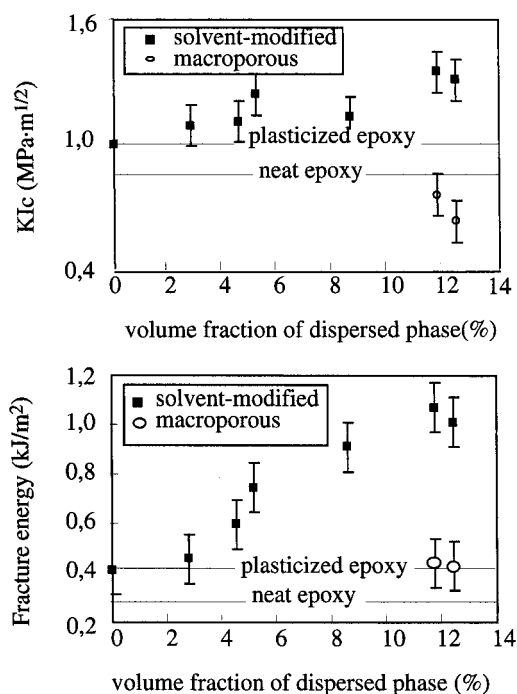 1,6
solvent-modified
macroporous
KIc (MPa·m1/2)
1,0
plasticized epoxy
neat epoxy
0,4
0 2 4 6 8 10 12 14
volume fraction of dispersed phase(%)
1,2
solvent-modified
macroporous
Fracture energy (kJ/m2)
1,0
0,8
0,6
0,4
plasticized epoxy
neat epoxy
0,2
0 2 4 6 8 10 12 14
volume fraction of dispersed phase (%)